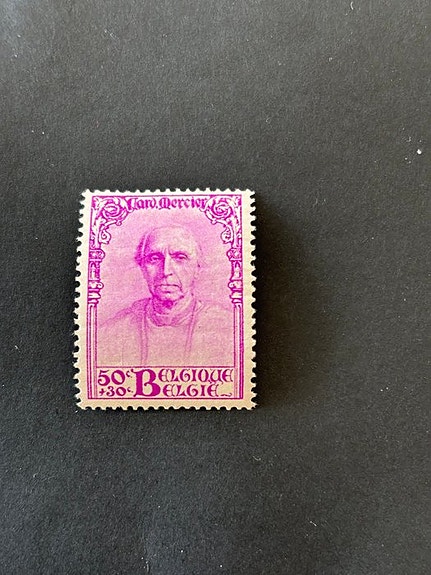 Card. Mercier
50c BELGIQUE
+30c BELGIË